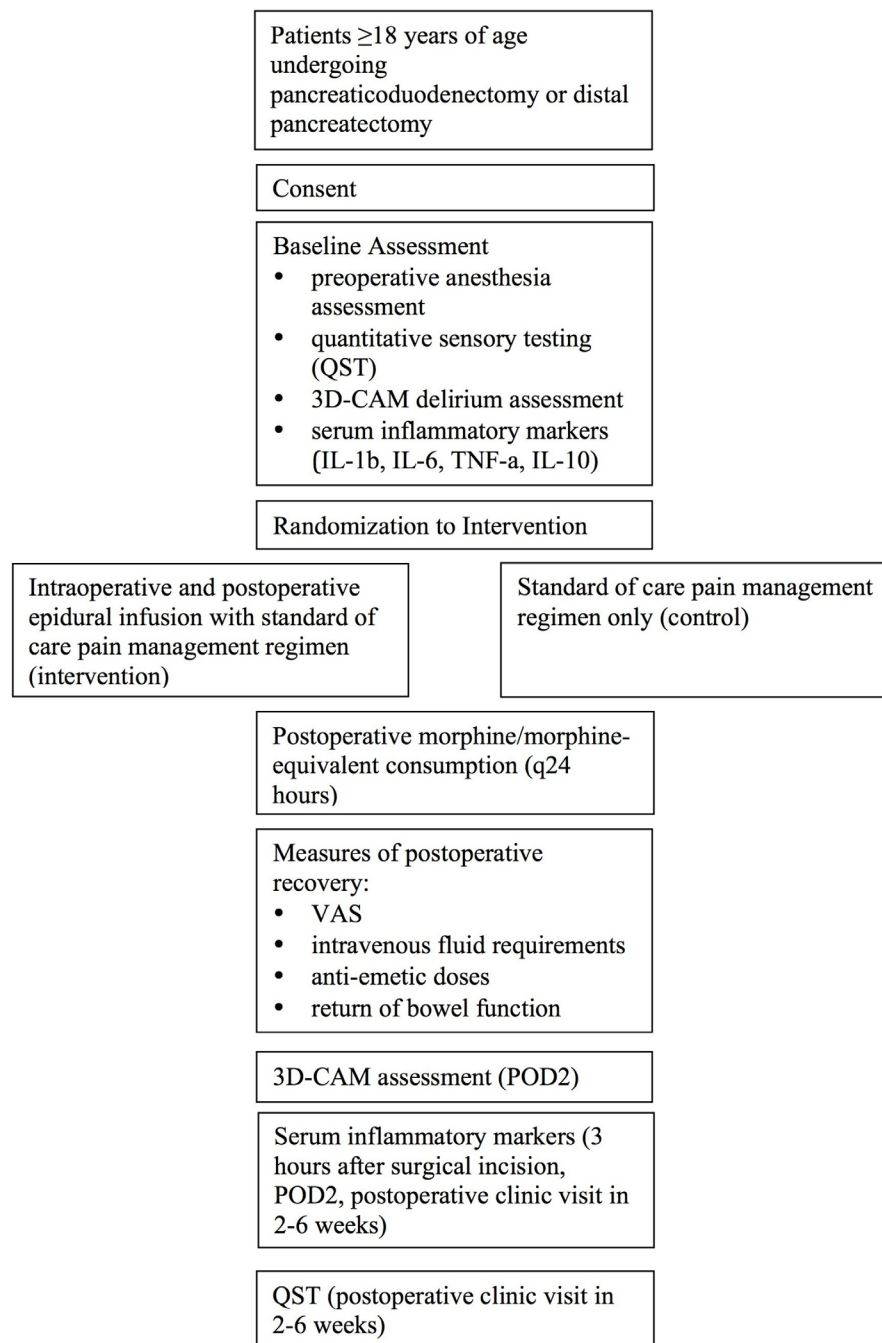 Patients ≥18 years of age
undergoing
pancreaticoduodenectomy or distal
pancreatectomy
Consent
Baseline Assessment
• preoperative anesthesia
assessment
• quantitative sensory testing
(QST)
• 3D-CAM delirium assessment
• serum inflammatory markers
(IL-1b, IL-6, TNF-a, IL-10)
Randomization to Intervention
Intraoperative and postoperative
epidural infusion with standard of
care pain management regimen
(intervention)
Standard of care pain management
regimen only (control)
Postoperative morphine/morphine-
equivalent consumption (q24
hours)
Measures of postoperative
recovery:
• VAS
• intravenous fluid requirements
• anti-emetic doses
• return of bowel function
3D-CAM assessment (POD2)
Serum inflammatory markers (3
hours after surgical incision,
POD2, postoperative clinic visit in
2-6 weeks)
QST (postoperative clinic visit in
2-6 weeks)